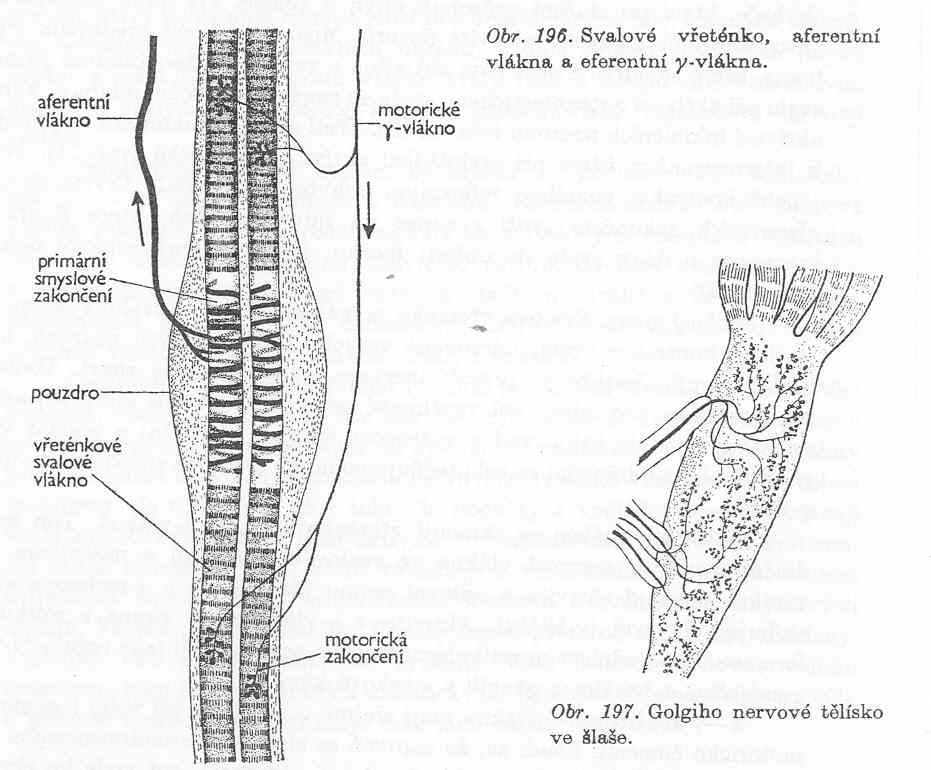 Obr. 196. Svalové vřeténko, aferentní
vlákna a eferentní γ-vlákna.
aferentní
vlákno
motorické
γ-vlákno
primární
smyslové
zakončení
pouzdro
vřeténkové
svalové
vlákno
motorická
zakončení
Obr. 197. Golgiho nervové tělísko
ve šlaše.